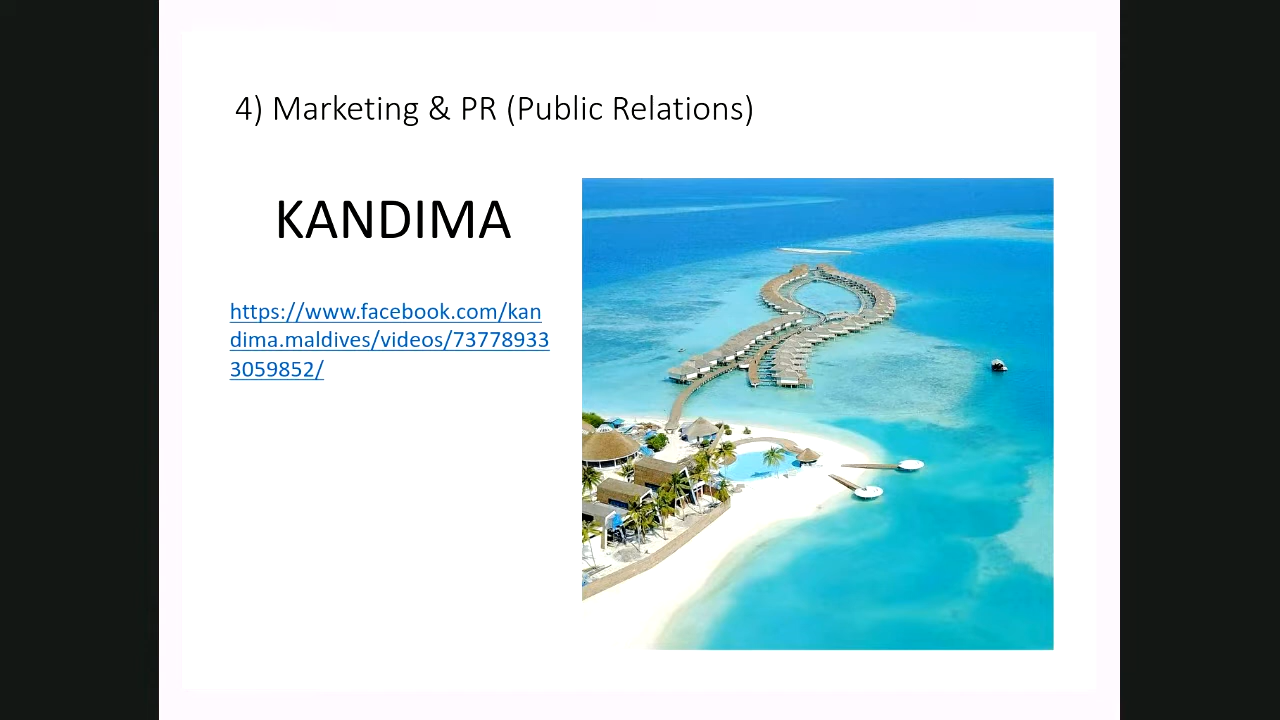 4) Marketing & PR (Public Relations)
KANDIMA
https://www.facebook.com/kan
dima.maldives/videos/73778933
3059852/